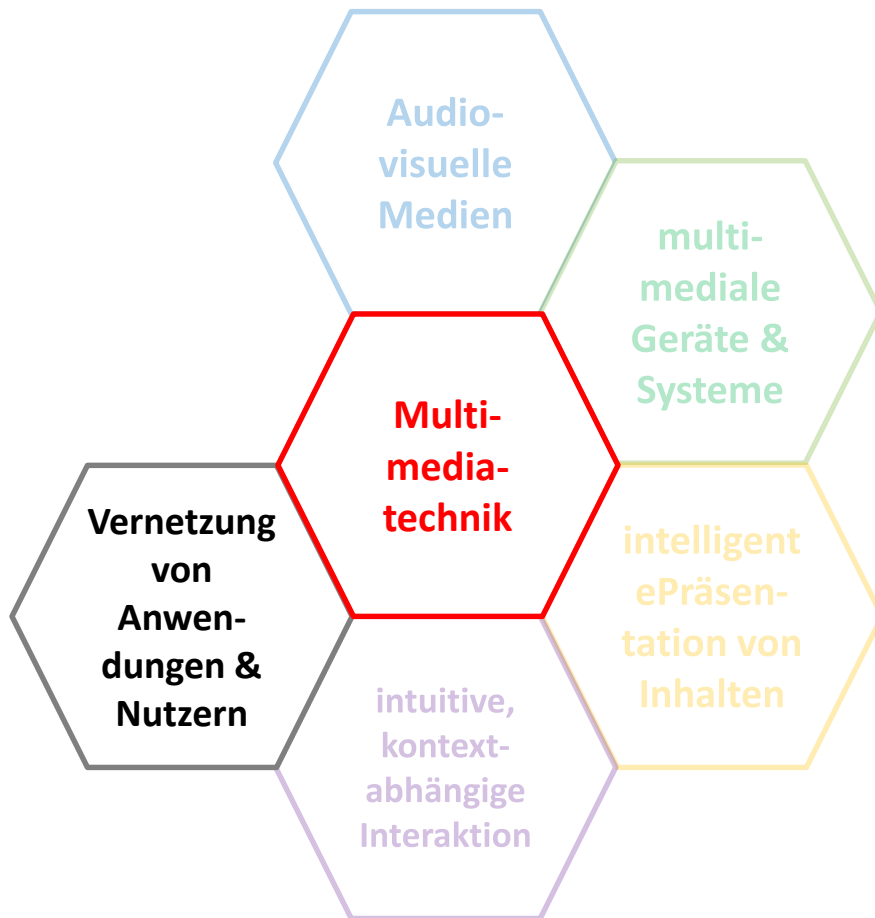 Audio-
visuelle
Medien
multi-
mediale
Geräte &
Systeme
Multi-
media-
technik
Vernetzung
von
Anwen-
dungen &
Nutzern
intelligent
ePräsen-
tation von
Inhalten
intuitive,
kontext-
abhängige
Interaktion